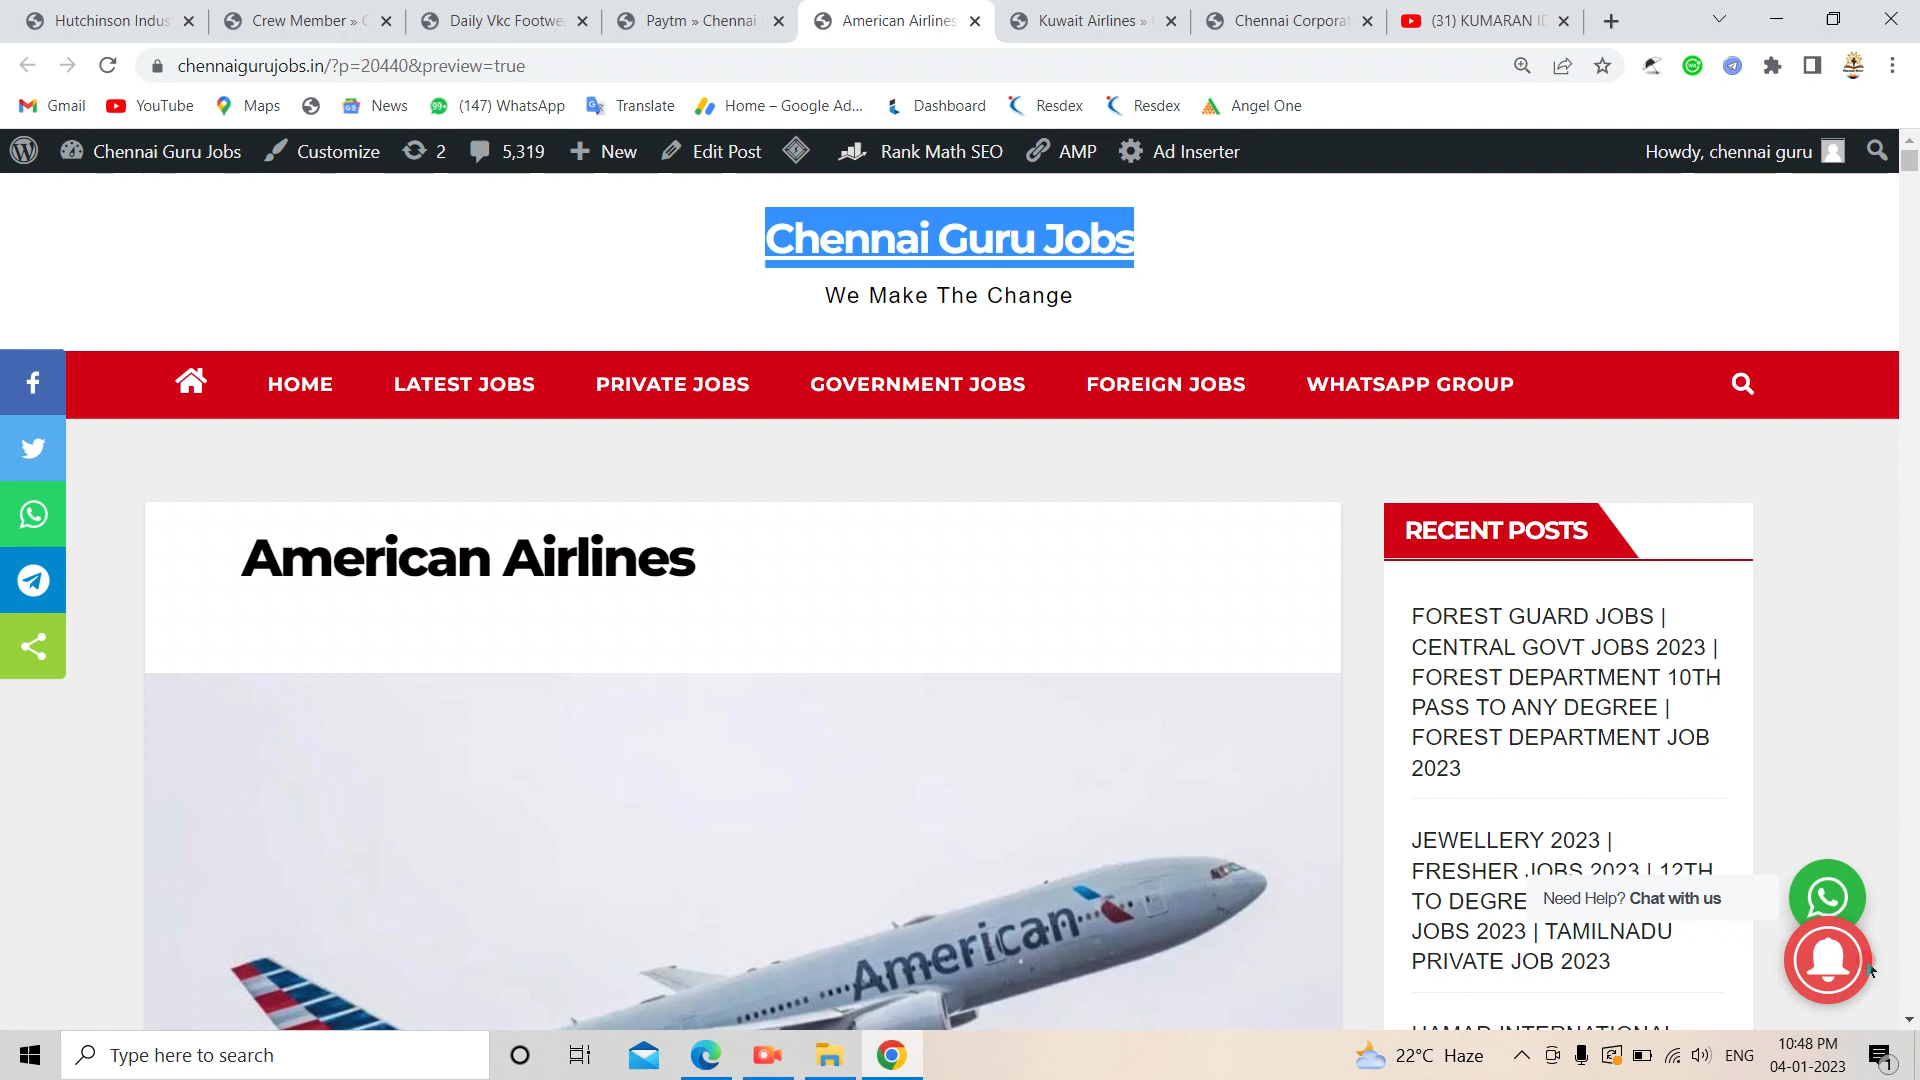 Hutchinson Indus
Crew Member » C
Daily Vkc Footwe
Paytm » Chennai
American Airlines
Kuwait Airlines »
Chennai Corporat
(31) KUMARAN
chennaigurujobs.in/?p=20440&preview=true
Gmail
YouTube
Maps
News
(147) WhatsApp
Translate
Home – Google Ad...
Dashboard
Resdex
Resdex
Angel One
Chennai Guru Jobs
Customize
2
5,319
New
Edit Post
Rank Math SEO
AMP
Ad Inserter
Howdy, chennai guru
Chennai Guru Jobs
We Make The Change
HOME
LATEST JOBS
PRIVATE JOBS
GOVERNMENT JOBS
FOREIGN JOBS
WHATSAPP GROUP
American Airlines
American
RECENT POSTS
FOREST GUARD JOBS |
CENTRAL GOVT JOBS 2023 |
FOREST DEPARTMENT 10TH
PASS TO ANY DEGREE |
FOREST DEPARTMENT JOB
2023
JEWELLERY 2023 |
FRESHER JOBS 2023 | 12TH
TO DEGRE
JOBS 2023 | TAMILNADU
PRIVATE JOB 2023
HAMAD INTERNATIONAL
Need Help? Chat with us
Type here to search
22°C Haze
ENG
10:48 PM
04-01-2023
1